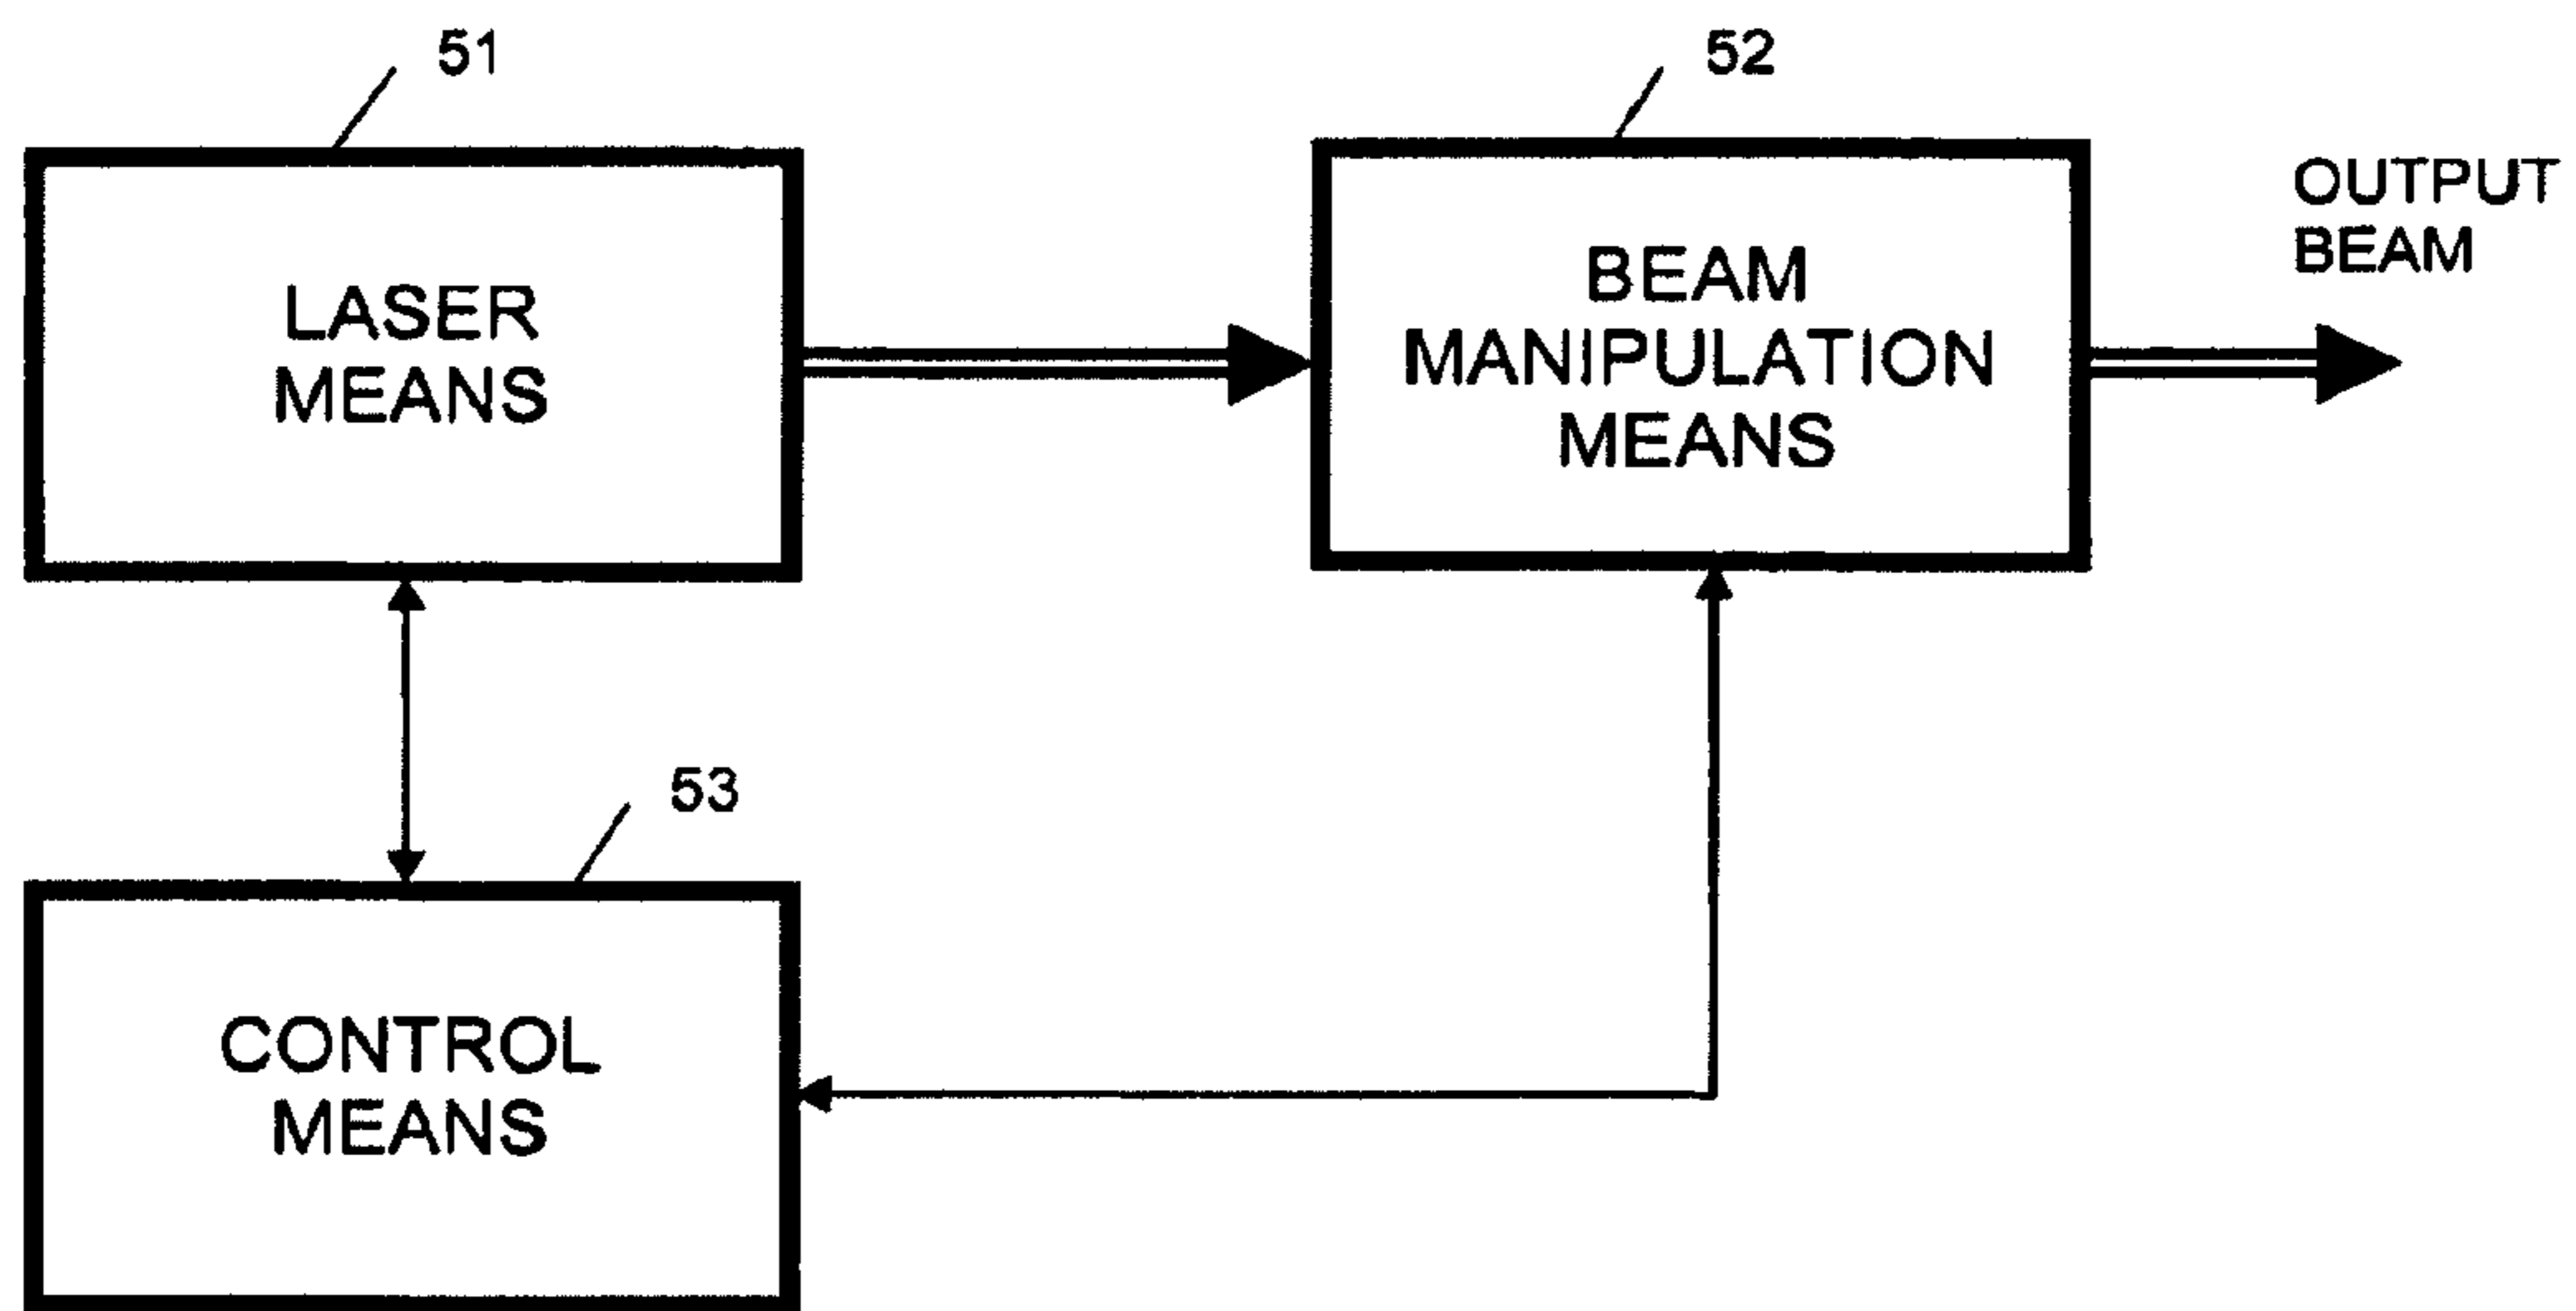 51
LASER
MEANS
52
BEAM
MANIPULATION
MEANS
OUTPUT
BEAM
53
CONTROL
MEANS